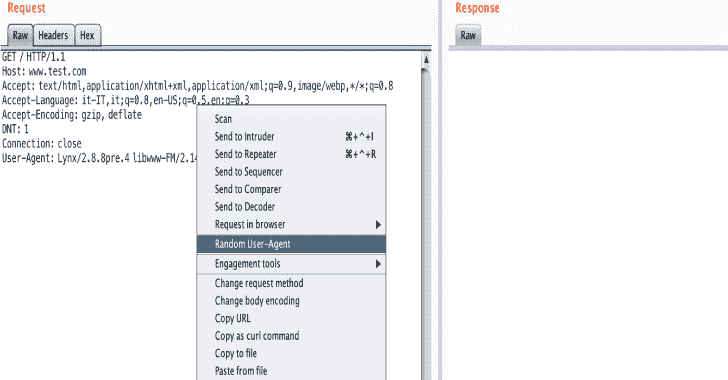 Request
Response
Raw Headers Hex
Raw
GET / HTTP/1.1
Host: www.test.com
Accept: text/html,application/xhtml+xml,application/xml;q=0.9,image/webp,*/*;q=0.8
Accept-Language: it-IT,it;q=0.8,en-US;q=0.5,en;q=0.3
Accept-Encoding: gzip, deflate
DNT: 1
Connection: close
User-Agent: Lynx/2.8.8pre.4 libwww-FM/2.14
Scan
Send to Intruder ⌘+^+I
Send to Repeater ⌘+^+R
Send to Sequencer
Send to Comparer
Send to Decoder
Request in browser
Random User-Agent
Engagement tools
Change request method
Change body encoding
Copy URL
Copy as curl command
Copy to file
Paste from file